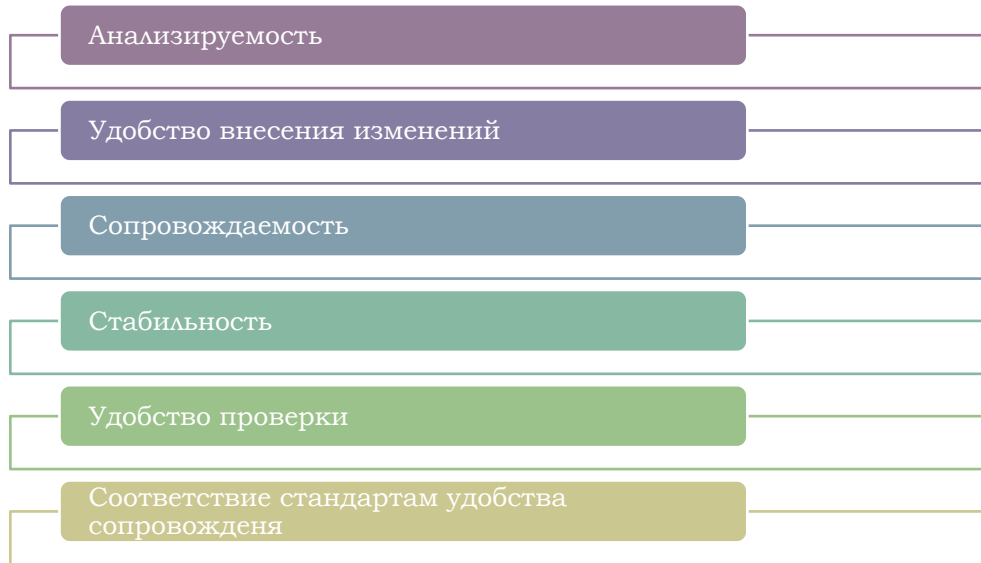 Анализируемость
Удобство внесения изменений
Сопровождаемость
Стабильность
Удобство проверки
Соответствие стандартам удобства
сопровожденя